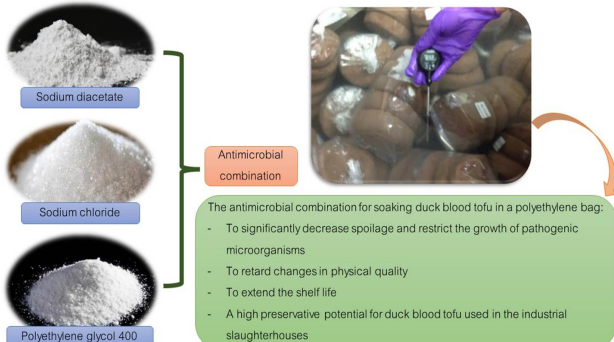 Sodium diacetate
Sodium chloride
Polyethylene glycol 400
Antimicrobial
combination
The antimicrobial combination for soaking duck blood tofu in a polyethylene bag:
- To significantly decrease spoilage and restrict the growth of pathogenic
microorganisms
- To retard changes in physical quality
- To extend the shelf life
- A high preservative potential for duck blood tofu used in the industrial
slaughterhouses